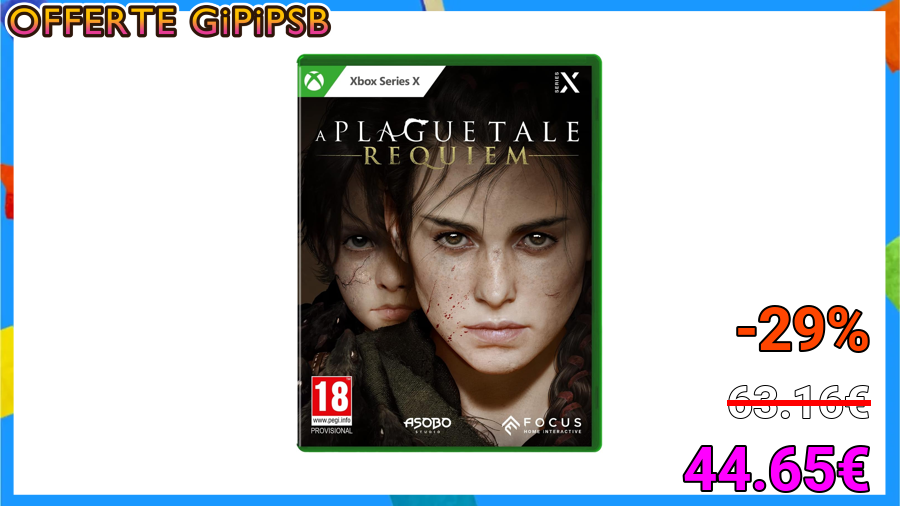 OFFERTE GiPiPSB
Xbox Series X
SERIES X
A PLAGUE TALE
REQUIEM
-29%
63.16€
44.65€
18
www.pegi.info
PROVISIONAL
ASOBO
STUDIO
FOCUS
HOME INTERACTIVE